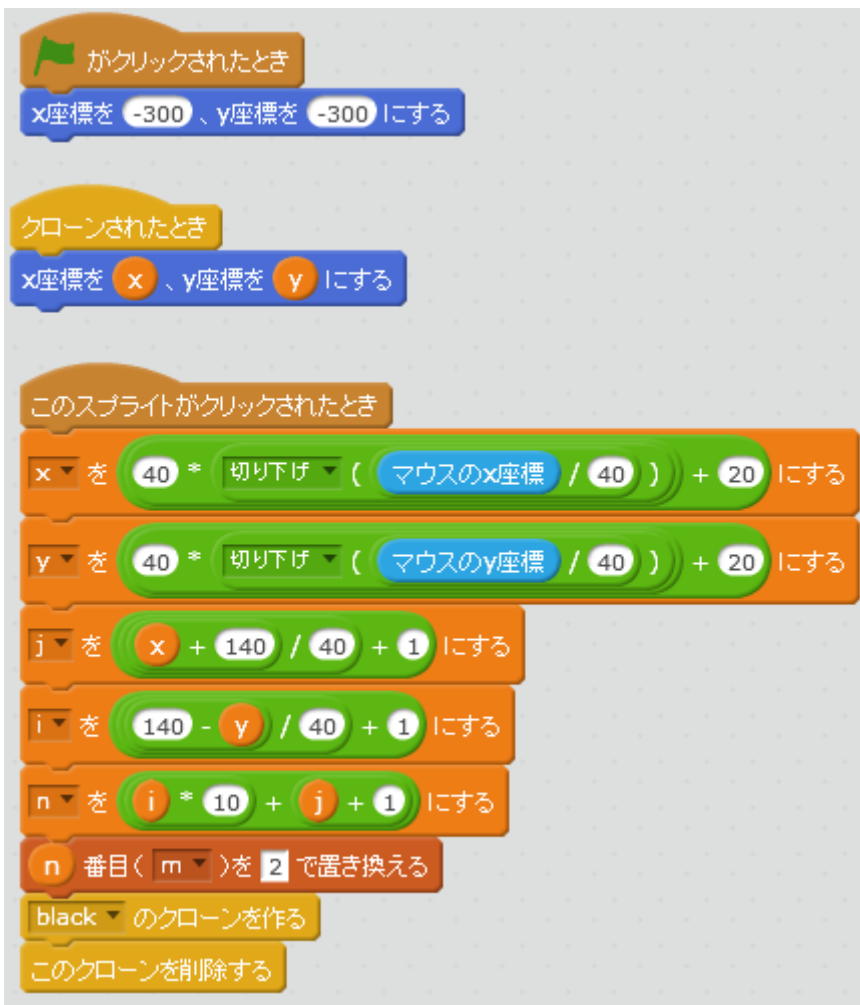 がクリックされたとき
x座標を -300 、y座標を -300 にする
クローンされたとき
x座標を x 、y座標を y にする
このスプライトがクリックされたとき
x を 40 * 切り下げ ( マウスのx座標 / 40 ) + 20 にする
y を 40 * 切り下げ ( マウスのy座標 / 40 ) + 20 にする
j を x + 140 / 40 + 1 にする
i を 140 - y / 40 + 1 にする
n を i * 10 + j + 1 にする
n 番目( m )を 2 で置き換える
black のクローンを作る
このクローンを削除する